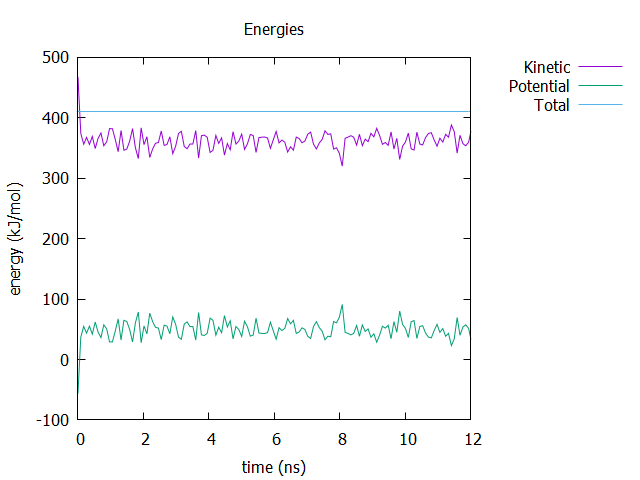 Energies
Kinetic
Potential
Total
energy (kJ/mol)
500
400
300
200
100
0
-100
0 2 4 6 8 10 12
time (ns)